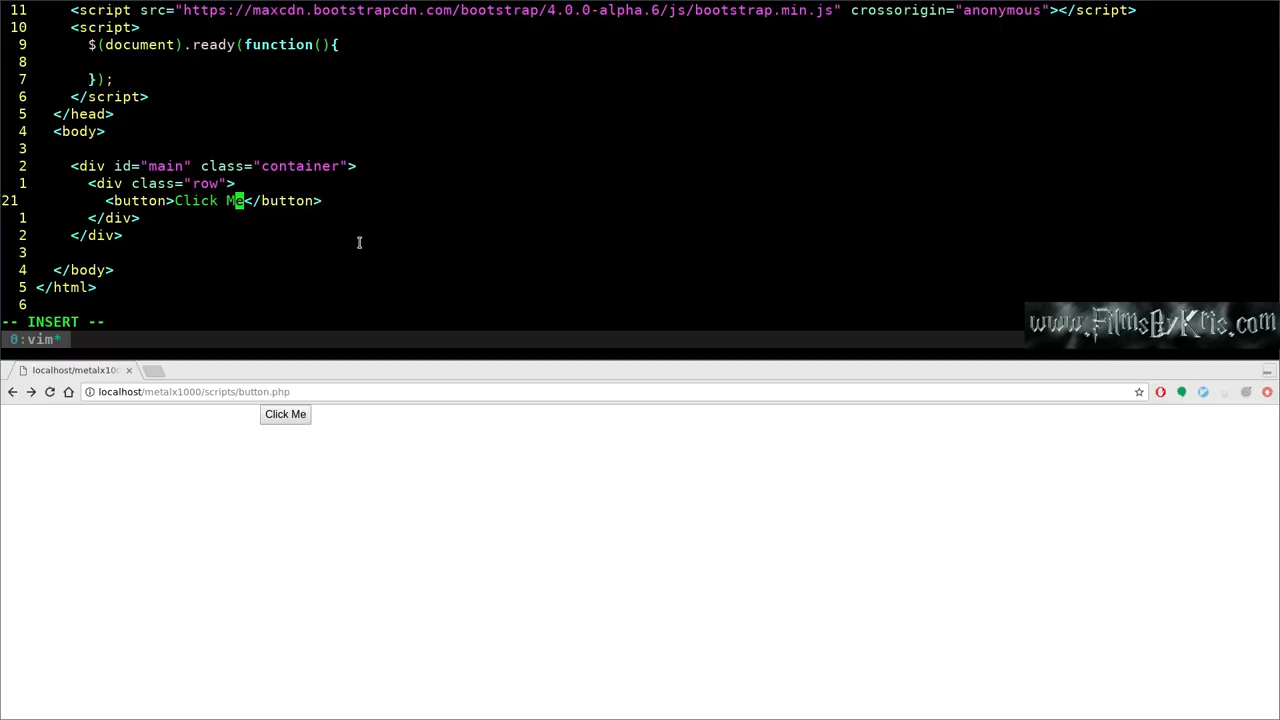 11     <script src="https://maxcdn.bootstrapcdn.com/bootstrap/4.0.0-alpha.6/js/bootstrap.min.js" crossorigin="anonymous"></script>
10     <script>
9       $(document).ready(function(){
8
7       });
6     </script>
5   </head>
4   <body>
3
2     <div id="main" class="container">
1       <div class="row">
21         <button>Click Me</button>
1       </div>
2     </div>
3
4   </body>
5 </html>
6
-- INSERT --
www.FilmsByKris.com
0:vim*
localhost/metalx10
localhost/metalx1000/scripts/button.php
Click Me